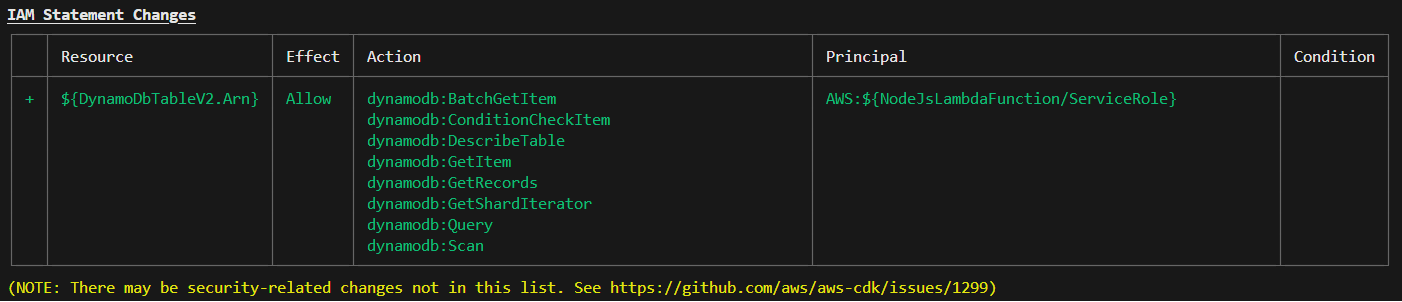 IAM Statement Changes
Resource Effect Action Principal Condition
+ ${DynamoDbTableV2.Arn} Allow dynamodb:BatchGetItem AWS:${NodeJsLambdaFunction/ServiceRole}
dynamodb:ConditionCheckItem
dynamodb:DescribeTable
dynamodb:GetItem
dynamodb:GetRecords
dynamodb:GetShardIterator
dynamodb:Query
dynamodb:Scan
(NOTE: There may be security-related changes not in this list. See https://github.com/aws/aws-cdk/issues/1299)